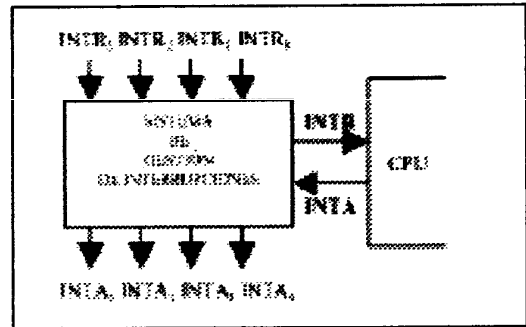 INTR INTR INTR INTR
SISTEMA
DE
GESTION
DE INTERRUPCIONES
INTR
CPU
INTA
INTA INTA INTA INTA